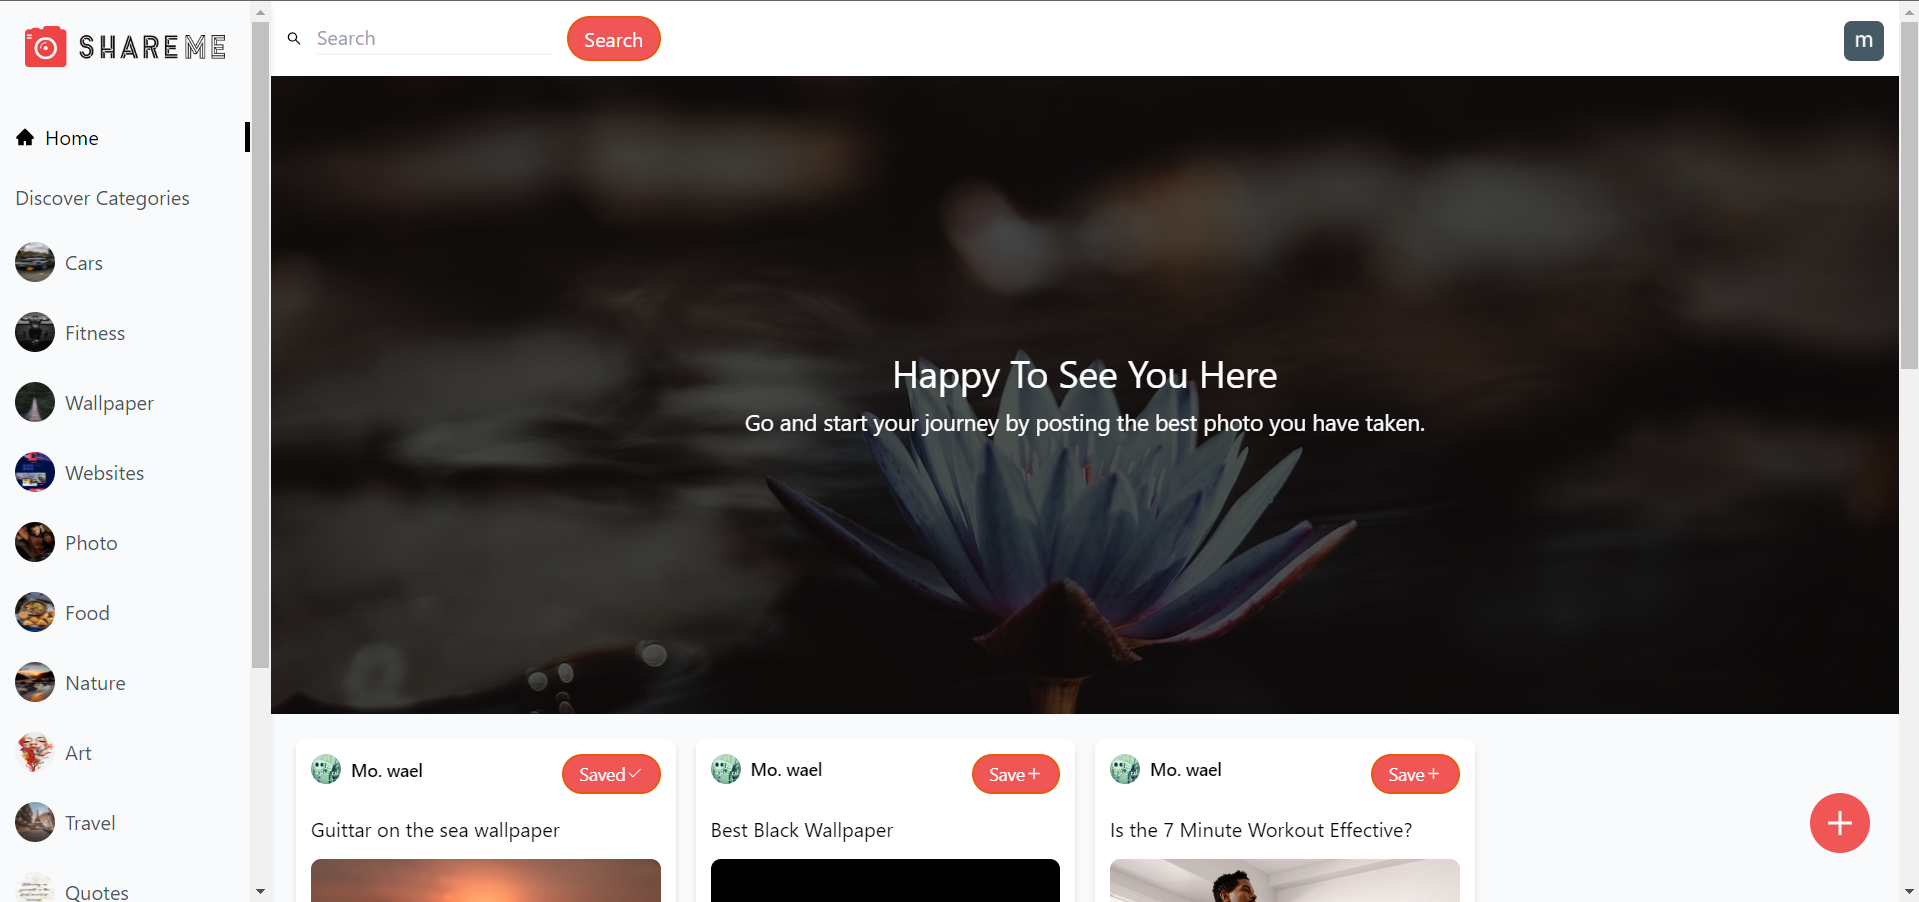 SHAREME
Search
Search
m
Home
Discover Categories
Cars
Fitness
Wallpaper
Websites
Photo
Food
Nature
Art
Travel
Quotes
Happy To See You Here
Go and start your journey by posting the best photo you have taken.
Mo. wael
Saved
Guittar on the sea wallpaper
Mo. wael
Save+
Best Black Wallpaper
Mo. wael
Save+
Is the 7 Minute Workout Effective?